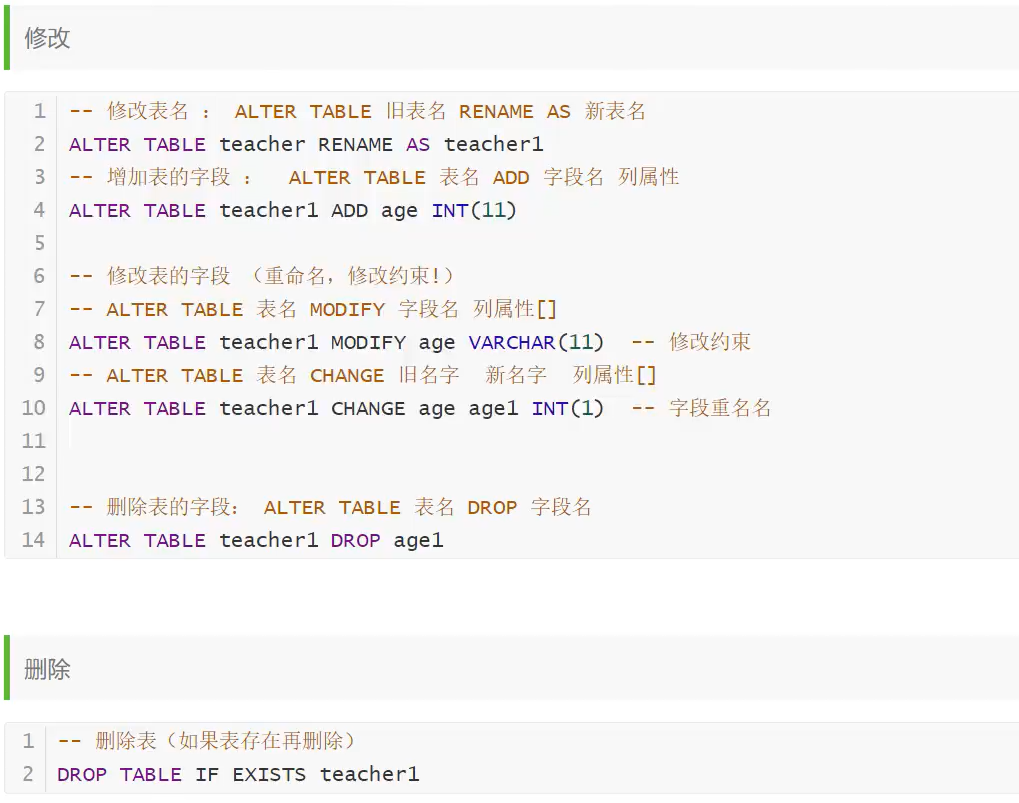 修改
1 -- 修改表名 : ALTER TABLE 旧表名 RENAME AS 新表名
2 ALTER TABLE teacher RENAME AS teacher1
3 -- 增加表的字段 : ALTER TABLE 表名 ADD 字段名 列属性
4 ALTER TABLE teacher1 ADD age INT(11)
5
6 -- 修改表的字段 （重命名，修改约束!）
7 -- ALTER TABLE 表名 MODIFY 字段名 列属性[]
8 ALTER TABLE teacher1 MODIFY age VARCHAR(11) -- 修改约束
9 -- ALTER TABLE 表名 CHANGE 旧名字 新名字 列属性[]
10 ALTER TABLE teacher1 CHANGE age age1 INT(1) -- 字段重名名
11
12
13 -- 删除表的字段： ALTER TABLE 表名 DROP 字段名
14 ALTER TABLE teacher1 DROP age1
删除
1 -- 删除表（如果表存在再删除）
2 DROP TABLE IF EXISTS teacher1